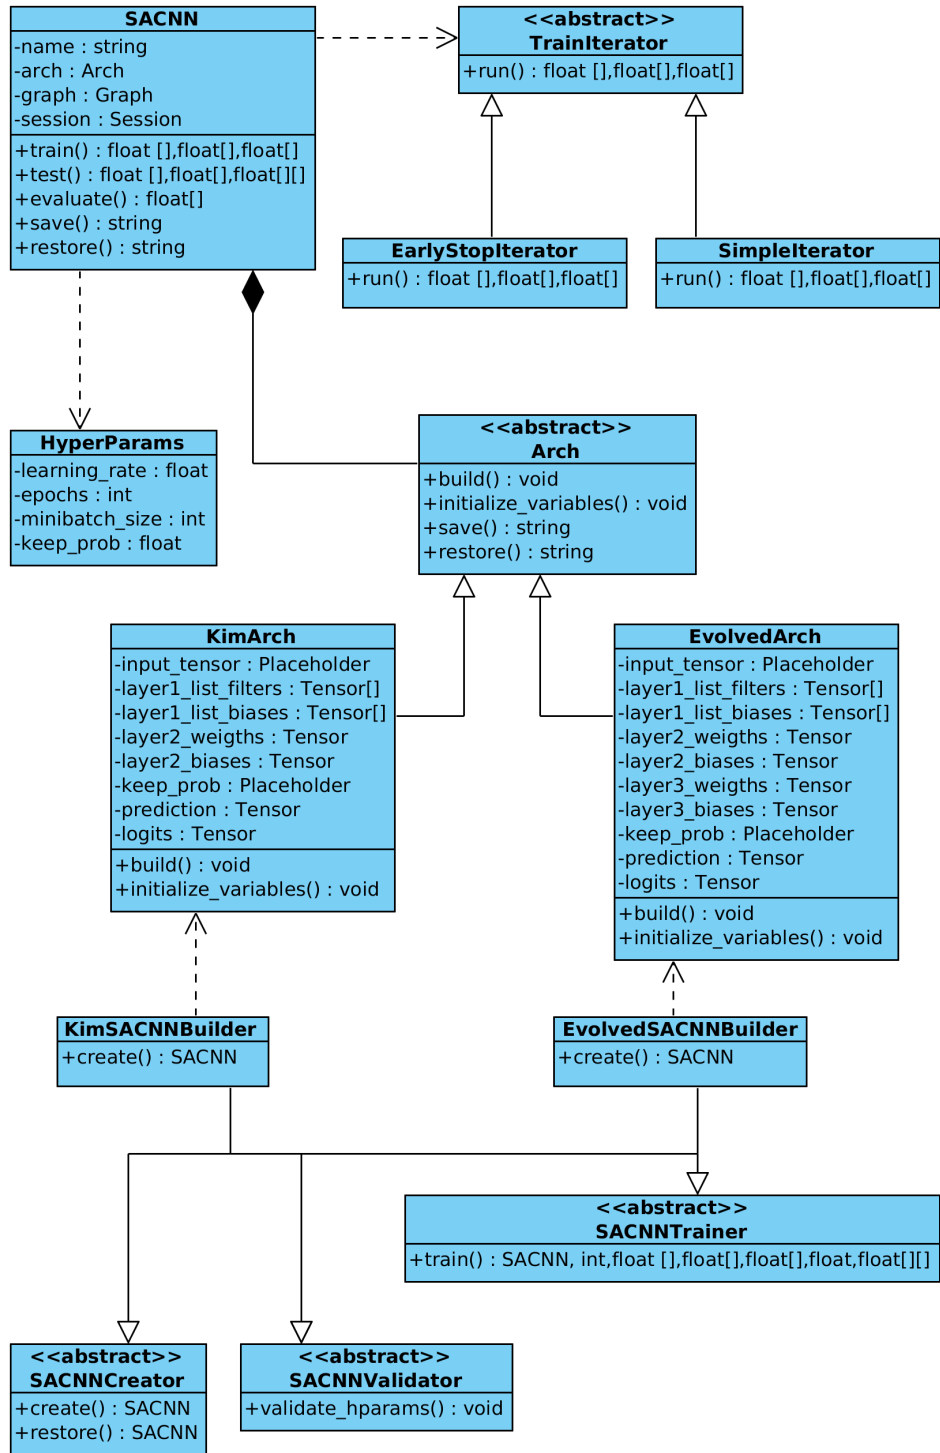 SACNN
-name : string
-arch : Arch
-graph : Graph
-session : Session
+train() : float [],float[],float[]
+test() : float [],float[],float[][]
+evaluate() : float[]
+save() : string
+restore() : string
<<abstract>>
TrainIterator
+run() : float [],float[],float[]
EarlyStopIterator
+run() : float [],float[],float[]
SimpleIterator
+run() : float [],float[],float[]
HyperParams
-learning_rate : float
-epochs : int
-minibatch_size : int
-keep_prob : float
<<abstract>>
Arch
+build() : void
+initialize_variables() : void
+save() : string
+restore() : string
KimArch
-input_tensor : Placeholder
-layer1_list_filters : Tensor[]
-layer1_list_biases : Tensor[]
-layer2_weigths : Tensor
-layer2_biases : Tensor
-keep_prob : Placeholder
-prediction : Tensor
-logits : Tensor
+build() : void
+initialize_variables() : void
EvolvedArch
-input_tensor : Placeholder
-layer1_list_filters : Tensor[]
-layer1_list_biases : Tensor[]
-layer2_weigths : Tensor
-layer2_biases : Tensor
-layer3_weigths : Tensor
-layer3_biases : Tensor
-keep_prob : Placeholder
-prediction : Tensor
-logits : Tensor
+build() : void
+initialize_variables() : void
KimSACNNBuilder
+create() : SACNN
EvolvedSACNNBuilder
+create() : SACNN
<<abstract>>
SACNNTrainer
+train() : SACNN, int,float [],float[],float[],float,float[][]
<<abstract>>
SACNNCreator
+create() : SACNN
+restore() : SACNN
<<abstract>>
SACNNValidator
+validate_hparams() : void